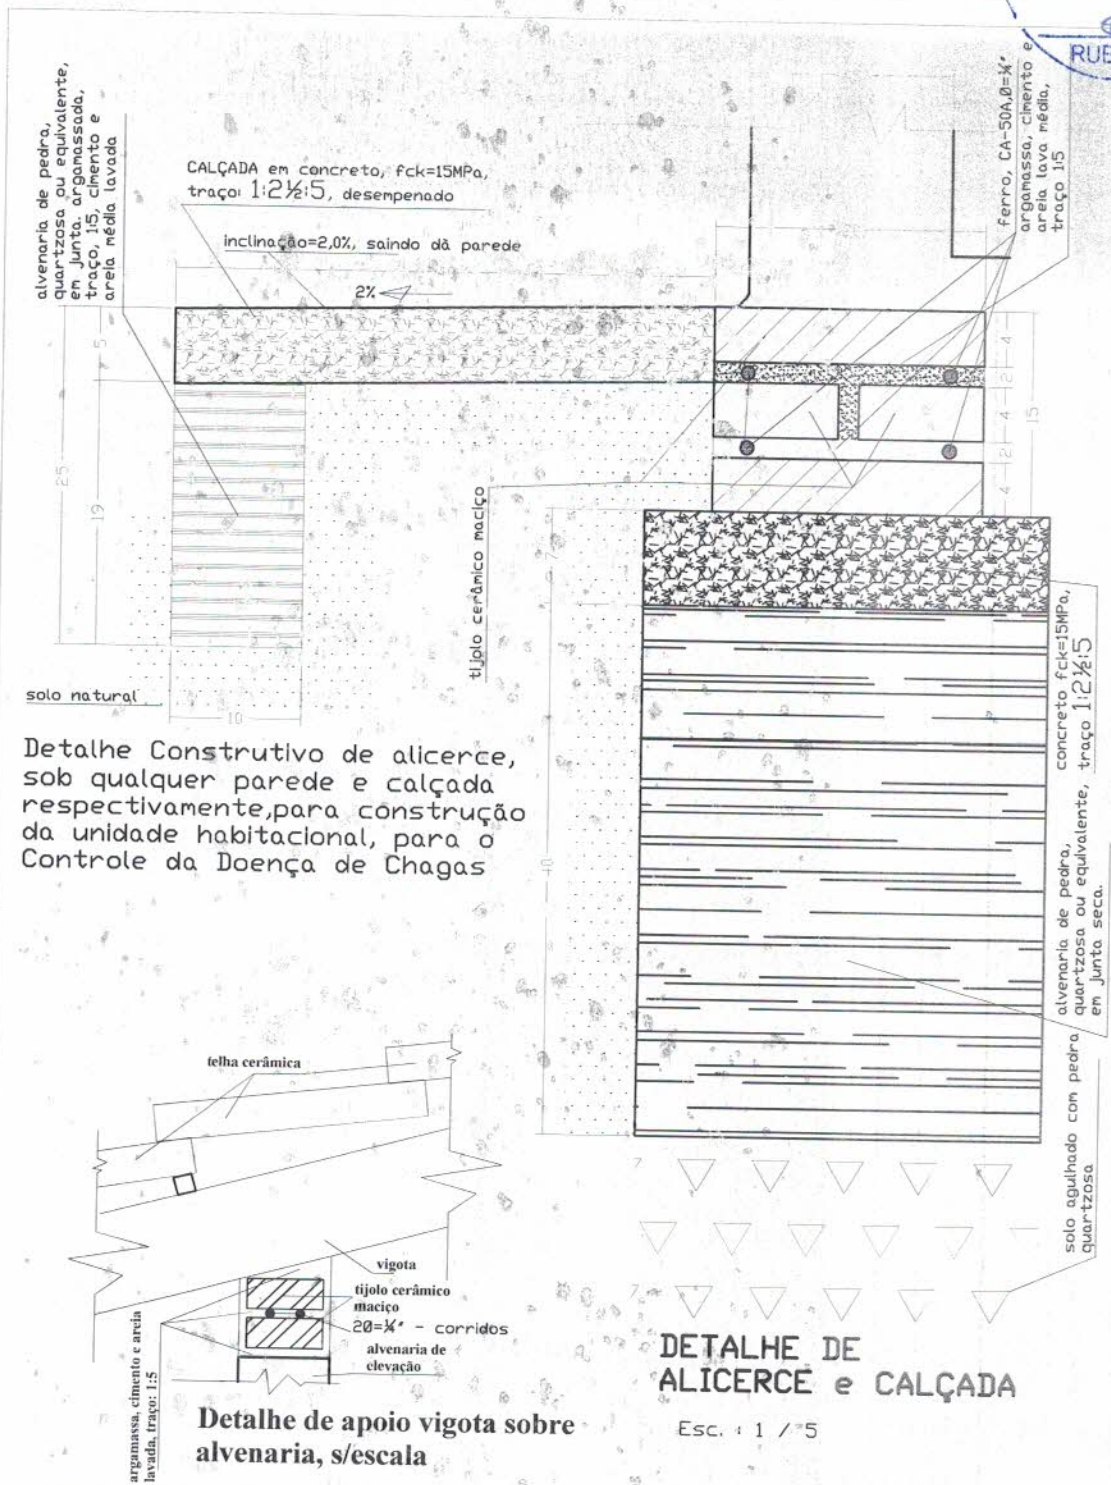 RUB
alvenaria de pedra,
quartzosa ou equivalente,
em junta. argamassada,
traço, 1:5, cimento e
areia média lavada
CALÇADA em concreto, fck=15MPa,
traço: 1:2½:5, desempenado
inclinação=2,0%, saindo da parede
2%
ferro, CA-50A,Ø=¼"
argamassa, cimento e
areia lava média,
traço 1:5
5
25
19
10
4
2
4
2
4
15
tijolo cerâmico maciço
solo natural
Detalhe Construtivo de alicerce,
sob qualquer parede e calçada
respectivamente,para construção
da unidade habitacional, para o
Controle da Doença de Chagas
7
40
concreto fck=15MPa,
traço 1:2½:5
alvenaria de pedra,
quartzosa ou equivalente,
em junta seca.
solo agulhado com pedra
quartzosa
telha cerâmica
vigota
tijolo cerâmico
maciço
2Ø=¼" - corridos
alvenaria de
elevação
argamassa, cimento e areia
lavada, traço: 1:5
Detalhe de apoio vigota sobre
alvenaria, s/escala
DETALHE DE
ALICERCE e CALÇADA
Esc. : 1 / 5